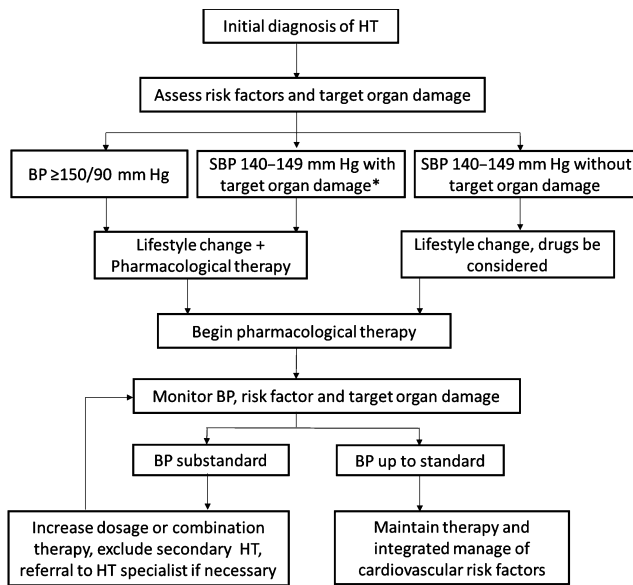 Initial diagnosis of HT
Assess risk factors and target organ damage
BP ≥150/90 mm Hg
SBP 140–149 mm Hg with
target organ damage*
SBP 140–149 mm Hg without
target organ damage
Lifestyle change +
Pharmacological therapy
Lifestyle change, drugs be
considered
Begin pharmacological therapy
Monitor BP, risk factor and target organ damage
BP substandard
BP up to standard
Increase dosage or combination
therapy, exclude secondary HT,
referral to HT specialist if necessary
Maintain therapy and
integrated manage of
cardiovascular risk factors